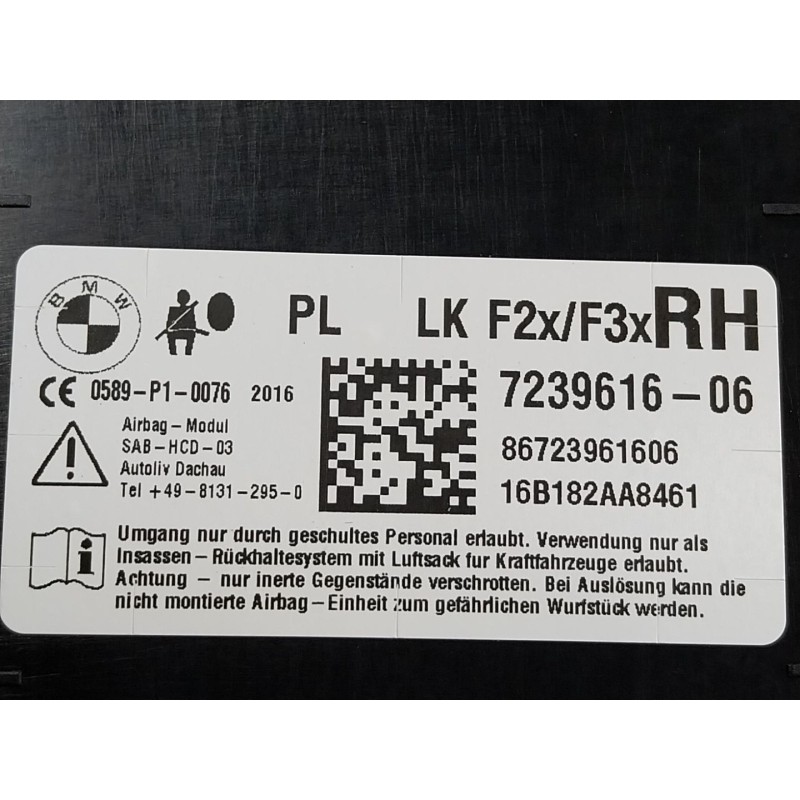 BMW
PL LK F2x/F3x RH
CE 0589-P1-0076 2016
7239616-06
Airbag-Modul
SAB-HCD-03
Autoliv Dachau
Tel +49-8131-295-0
86723961606
16B182AA8461
Umgang nur durch geschultes Personal erlaubt. Verwendung nur als
Insassen-Rückhaltesystem mit Luftsack fur Kraftfahrzeuge erlaubt.
Achtung - nur inerte Gegenstände verschrotten. Bei Auslösung kann die
nicht montierte Airbag-Einheit zum gefährlichen Wurfstück werden.